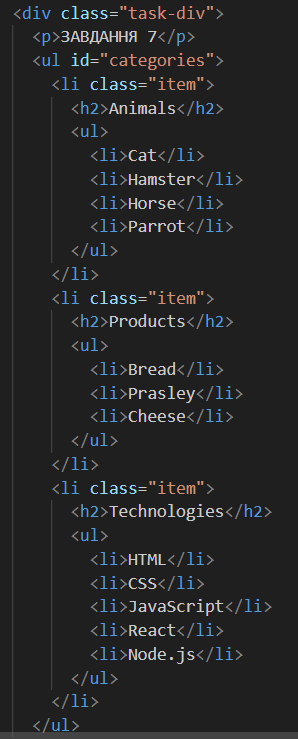 <div class="task-div">
<p>ЗАВДАННЯ 7</p>
<ul id="categories">
<li class="item">
<h2>Animals</h2>
<ul>
<li>Cat</li>
<li>Hamster</li>
<li>Horse</li>
<li>Parrot</li>
</ul>
</li>
<li class="item">
<h2>Products</h2>
<ul>
<li>Bread</li>
<li>Prasley</li>
<li>Cheese</li>
</ul>
</li>
<li class="item">
<h2>Technologies</h2>
<ul>
<li>HTML</li>
<li>CSS</li>
<li>JavaScript</li>
<li>React</li>
<li>Node.js</li>
</ul>
</li>
</ul>